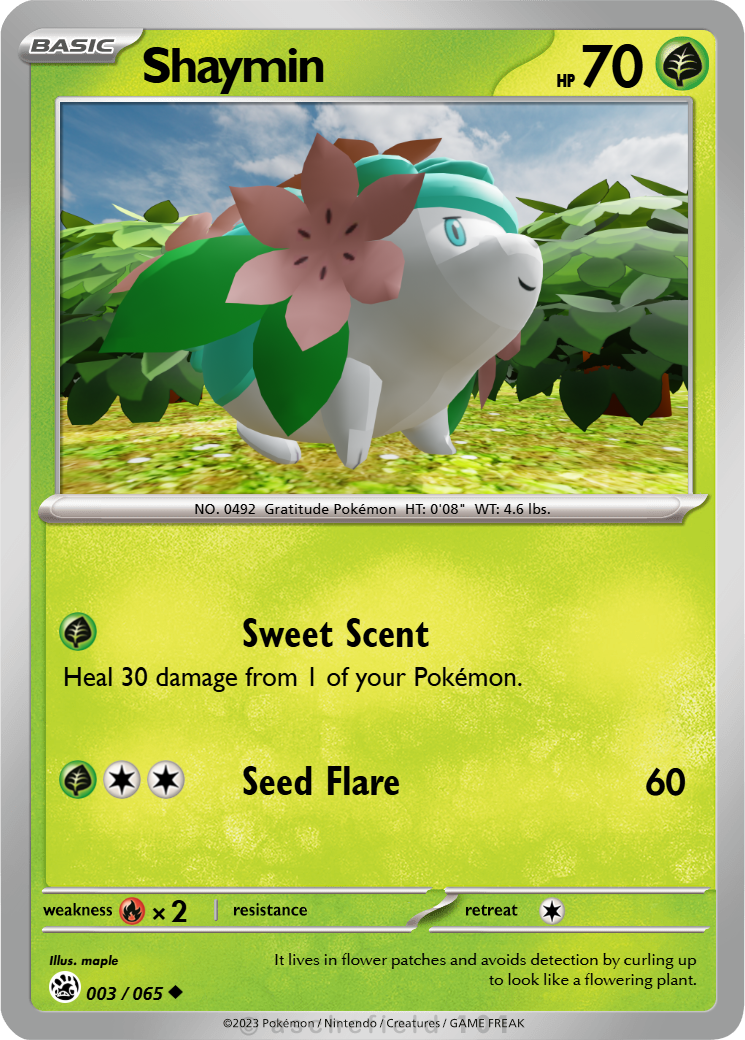 BASIC
Shaymin
HP 70
NO. 0492 Gratitude Pokémon HT: 0'08" WT: 4.6 lbs.
Sweet Scent
Heal 30 damage from 1 of your Pokémon.
Seed Flare 60
weakness × 2 resistance retreat
Illus. maple
It lives in flower patches and avoids detection by curling up
to look like a flowering plant.
003 / 065
©2023 Pokémon / Nintendo / Creatures / GAME FREAK